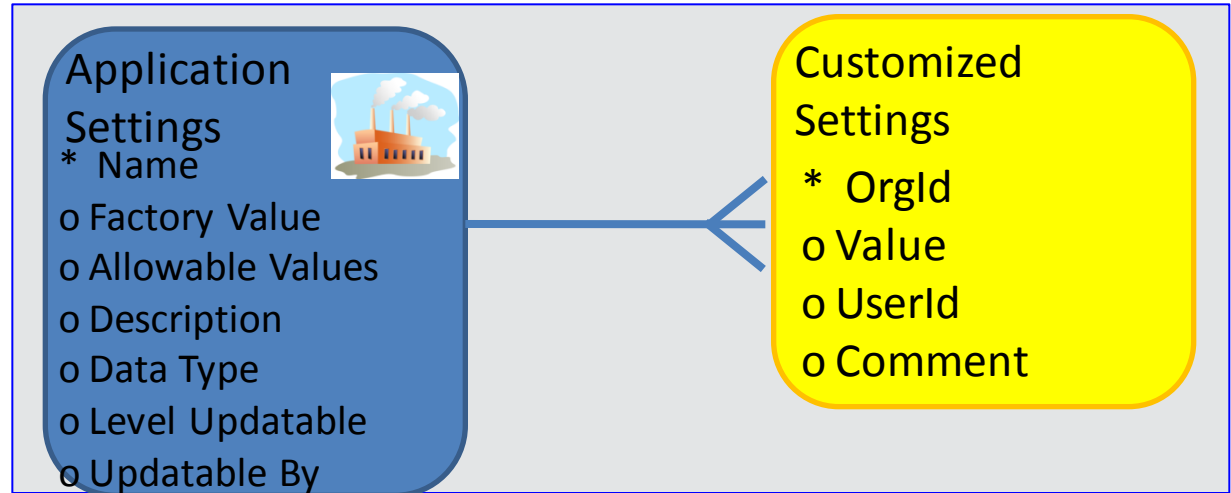 Application
Settings
* Name
o Factory Value
o Allowable Values
o Description
o Data Type
o Level Updatable
o Updatable By
Customized
Settings
* OrgId
o Value
o UserId
o Comment